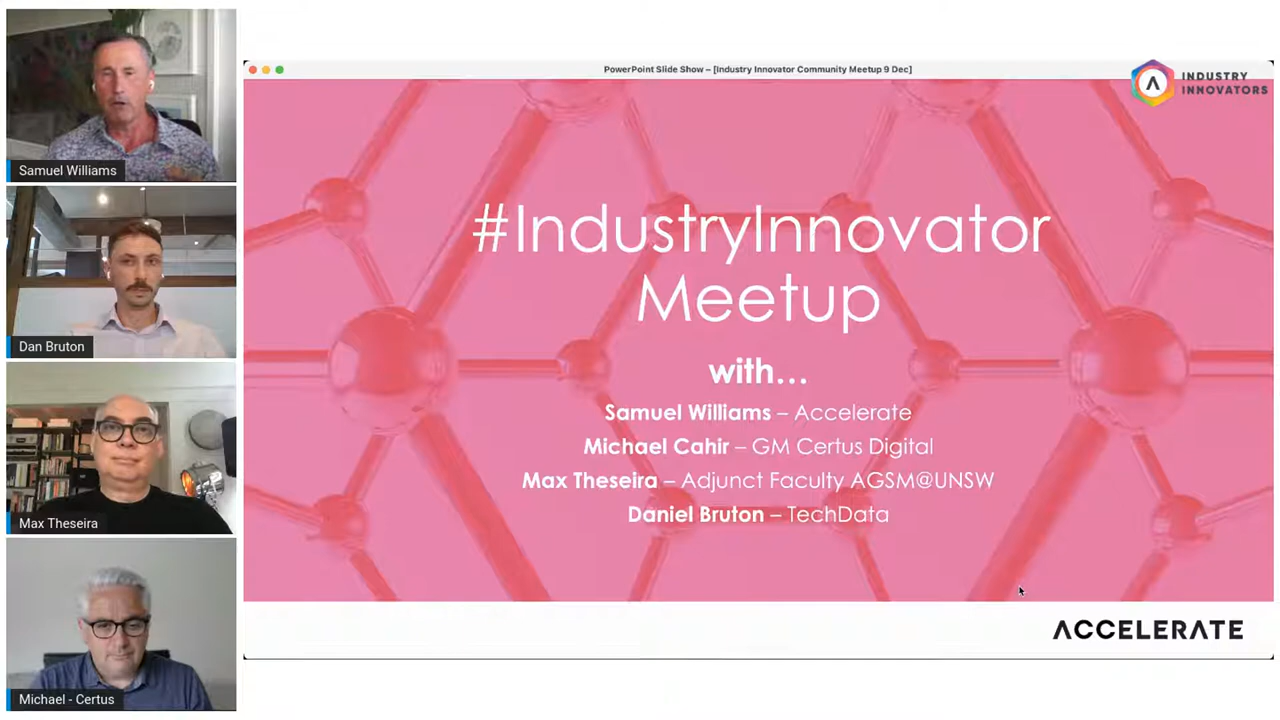 Samuel Williams
Dan Bruton
Max Theseira
Michael - Certus
PowerPoint Slide Show – [Industry Innovator Community Meetup 9 Dec]
INDUSTRY
INNOVATORS
#IndustryInnovator
Meetup
with...
Samuel Williams – Accelerate
Michael Cahir – GM Certus Digital
Max Theseira – Adjunct Faculty AGSM@UNSW
Daniel Bruton – TechData
ACCELERATE